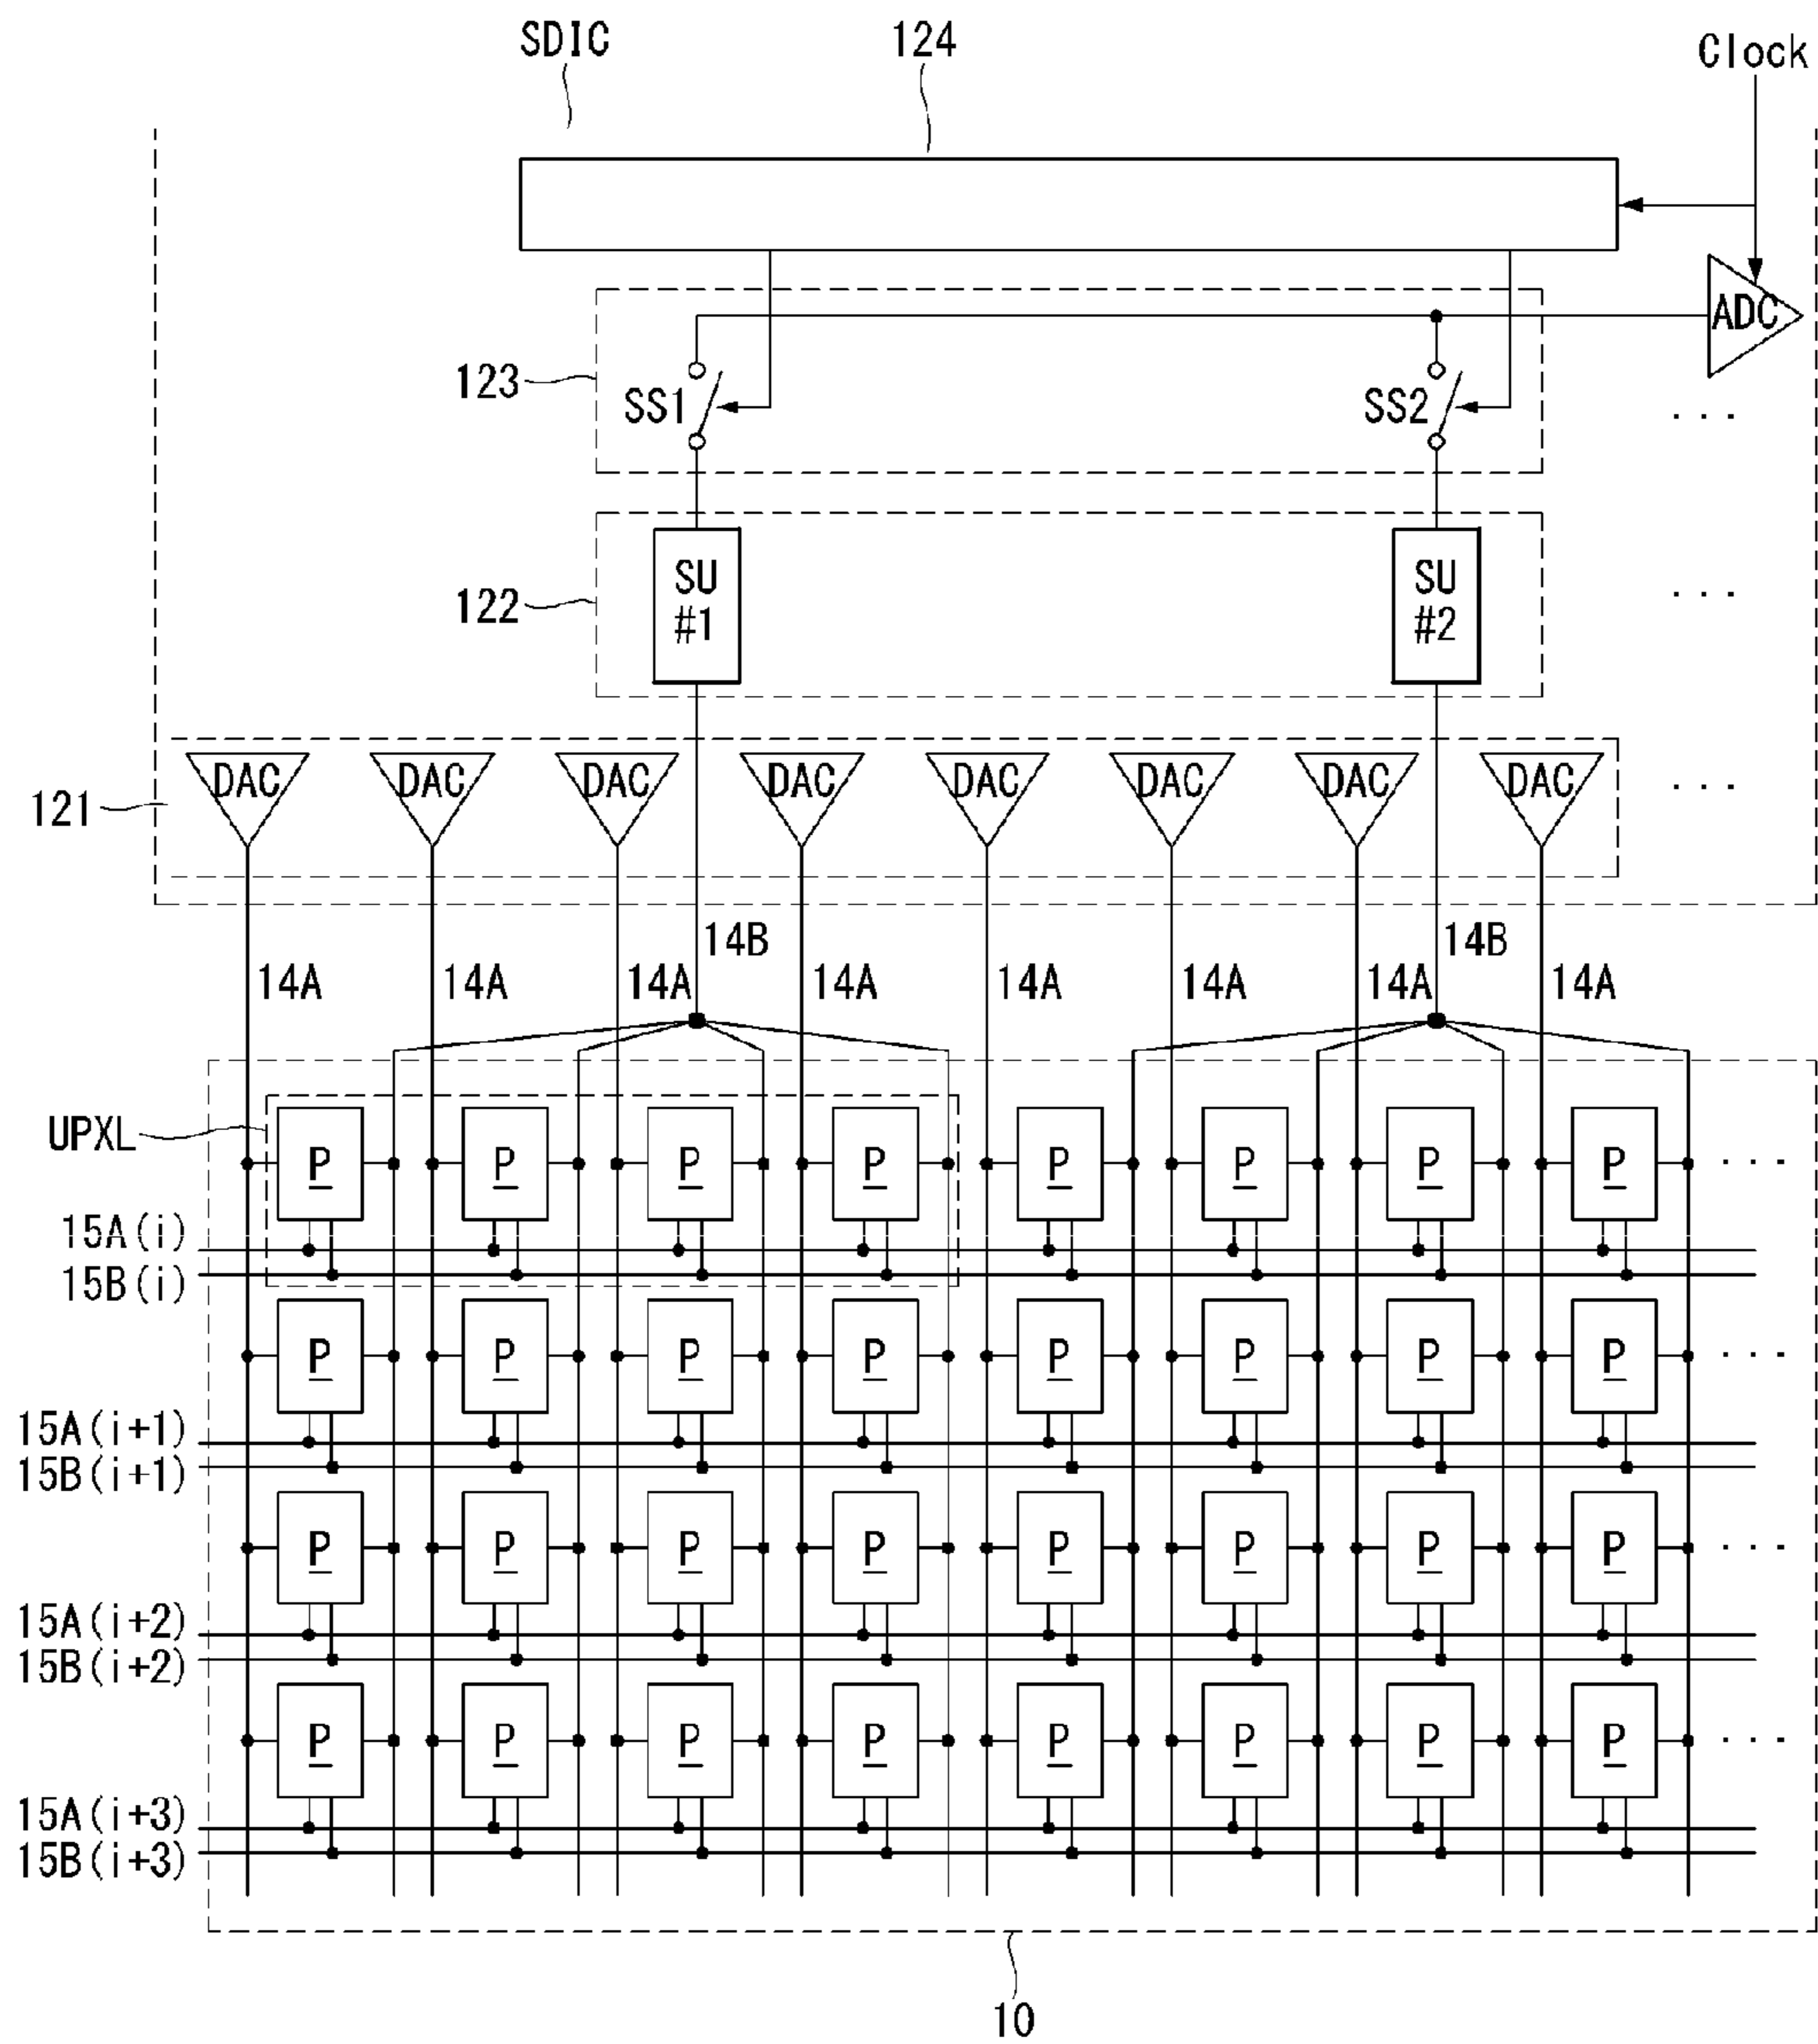 SDIC 124 Clock
ADC
123 SS1 SS2 ...
122 SU #1 SU #2 ...
121 DAC DAC DAC DAC DAC DAC DAC DAC ...
14B 14B
14A 14A 14A 14A 14A 14A 14A 14A
UPXL P P P P P P P P ...
15A(i)
15B(i)
P P P P P P P P ...
15A(i+1)
15B(i+1)
P P P P P P P P ...
15A(i+2)
15B(i+2)
P P P P P P P P ...
15A(i+3)
15B(i+3)
10